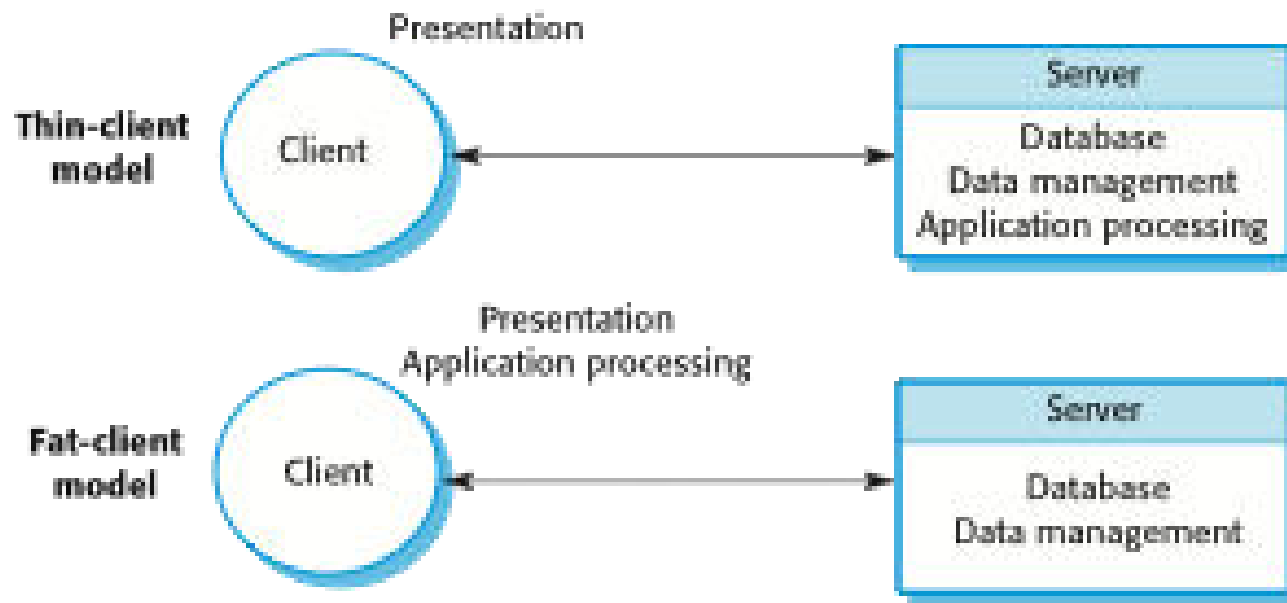 Presentation
Thin-client
model
Client
Server
Database
Data management
Application processing
Presentation
Application processing
Fat-client
model
Client
Server
Database
Data management